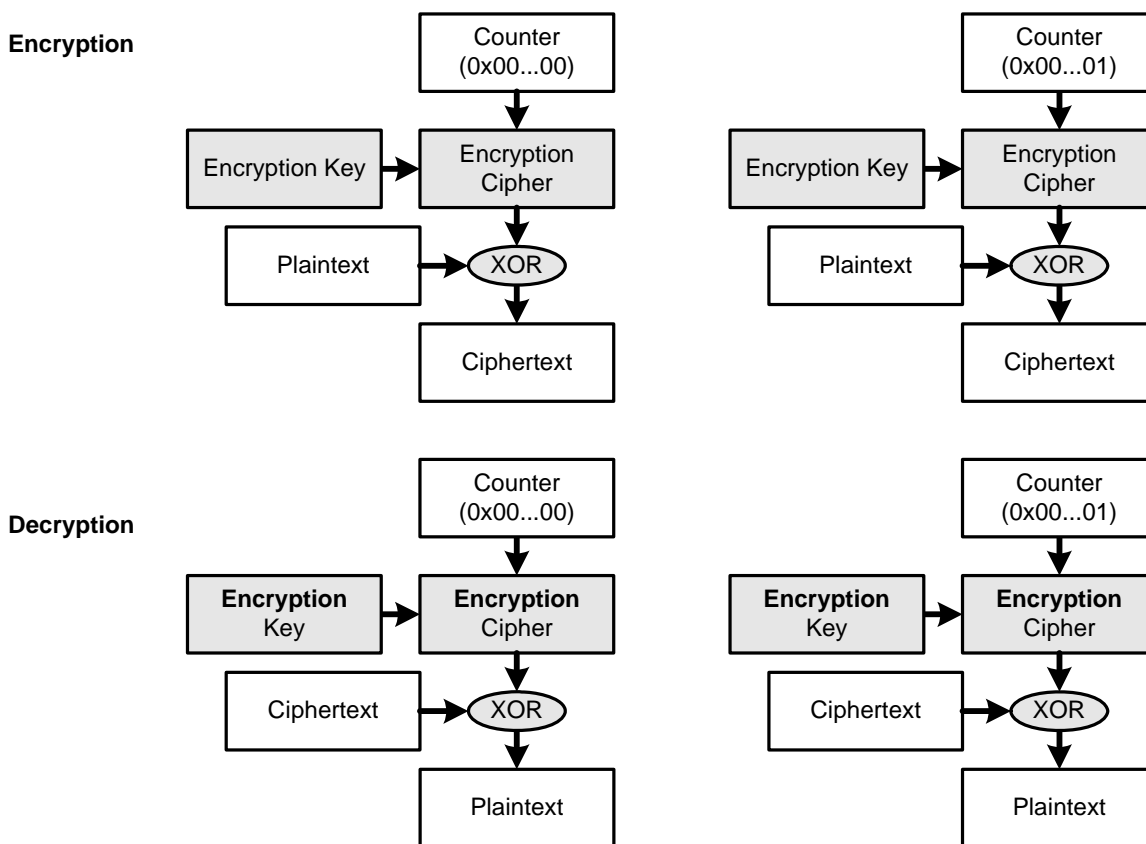 Encryption
Counter
(0x00...00)
Counter
(0x00...01)
Encryption Key
Encryption
Cipher
Encryption Key
Encryption
Cipher
Plaintext
XOR
Plaintext
XOR
Ciphertext
Ciphertext
Decryption
Counter
(0x00...00)
Counter
(0x00...01)
Encryption
Key
Encryption
Cipher
Encryption
Key
Encryption
Cipher
Ciphertext
XOR
Ciphertext
XOR
Plaintext
Plaintext